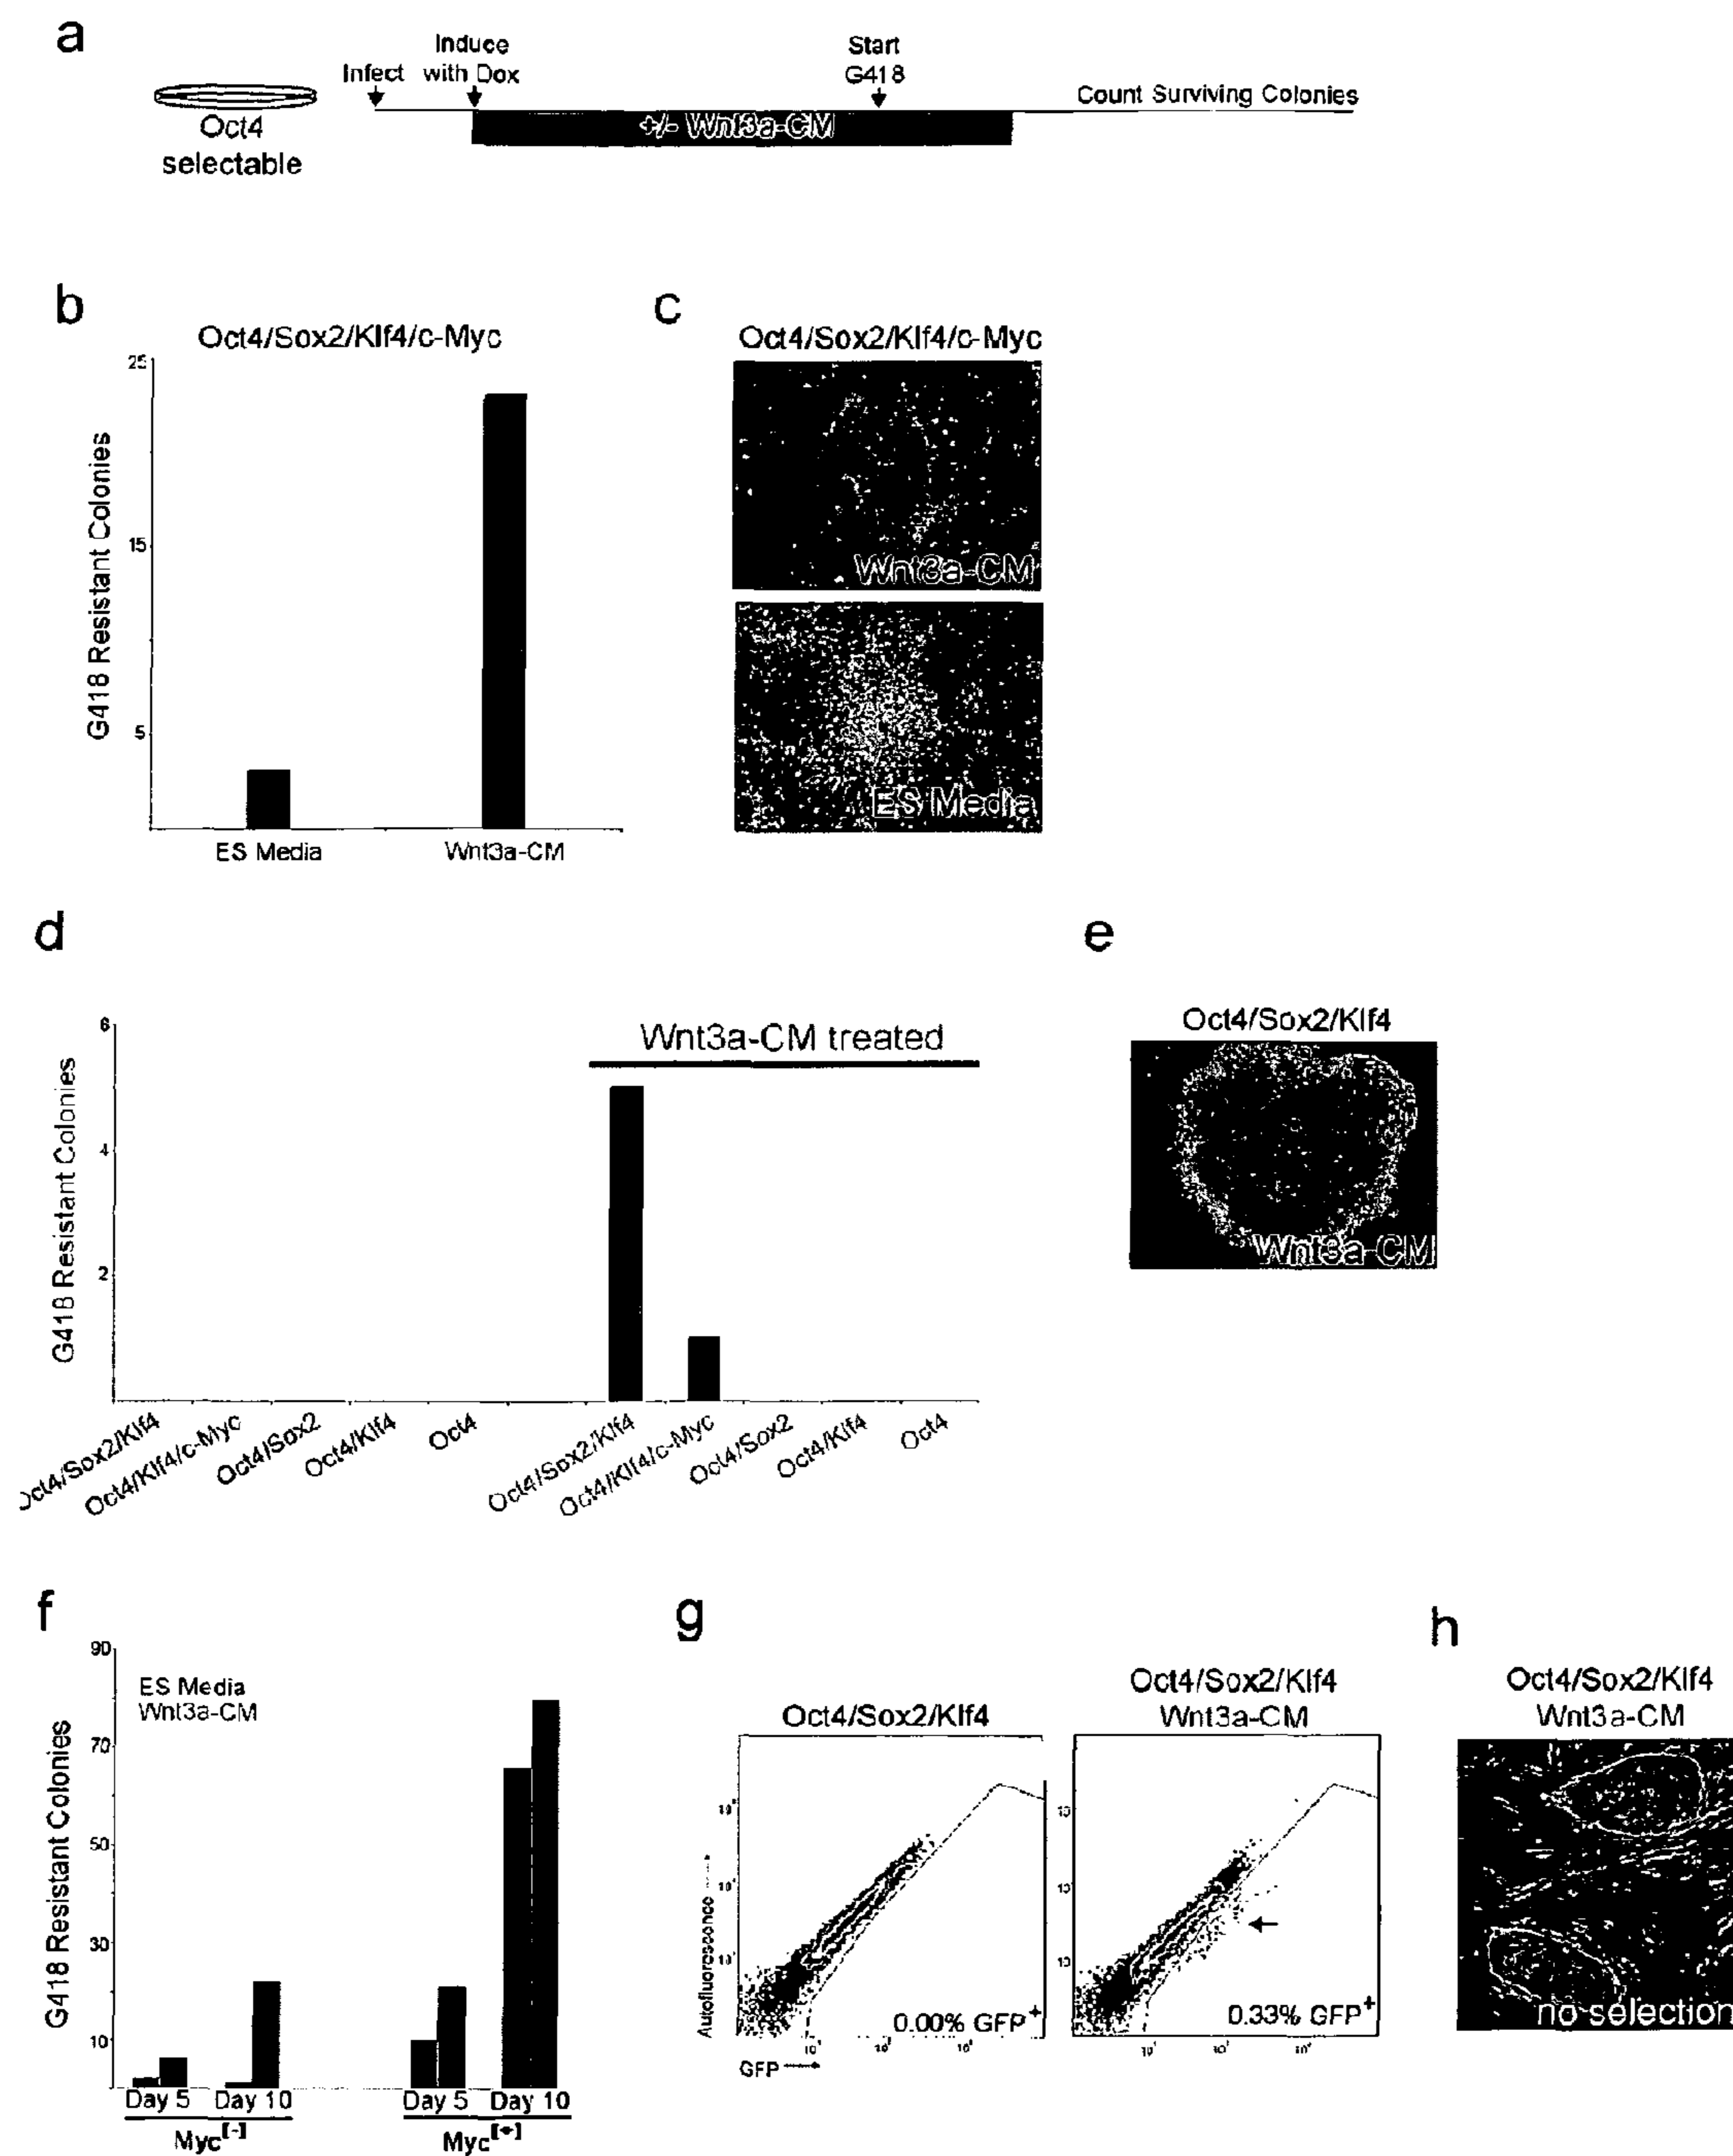 a
Infect
Induce
with Dox
Start
G418
Count Surviving Colonies
+/- Wnt3a-CM
Oct4
selectable
b
Oct4/Sox2/Klf4/c-Myc
G418 Resistant Colonies
25
15
5
ES Media
Wnt3a-CM
c
Oct4/Sox2/Klf4/c-Myc
Wnt3a-CM
ES Media
d
G418 Resistant Colonies
6
4
2
Wnt3a-CM treated
Oct4/Sox2/Klf4
Oct4/Klf4/c-Myc
Oct4/Sox2
Oct4/Klf4
Oct4
Oct4/Sox2/Klf4
Oct4/Klf4/c-Myc
Oct4/Sox2
Oct4/Klf4
Oct4
e
Oct4/Sox2/Klf4
Wnt3a-CM
f
G418 Resistant Colonies
90
70
50
30
10
ES Media
Wnt3a-CM
Day 5
Day 10
Day 5
Day 10
Myc[-]
Myc[+]
g
Oct4/Sox2/Klf4
Oct4/Sox2/Klf4
Wnt3a-CM
Autofluorescence
GFP
0.00% GFP+
0.33% GFP+
h
Oct4/Sox2/Klf4
Wnt3a-CM
no selection